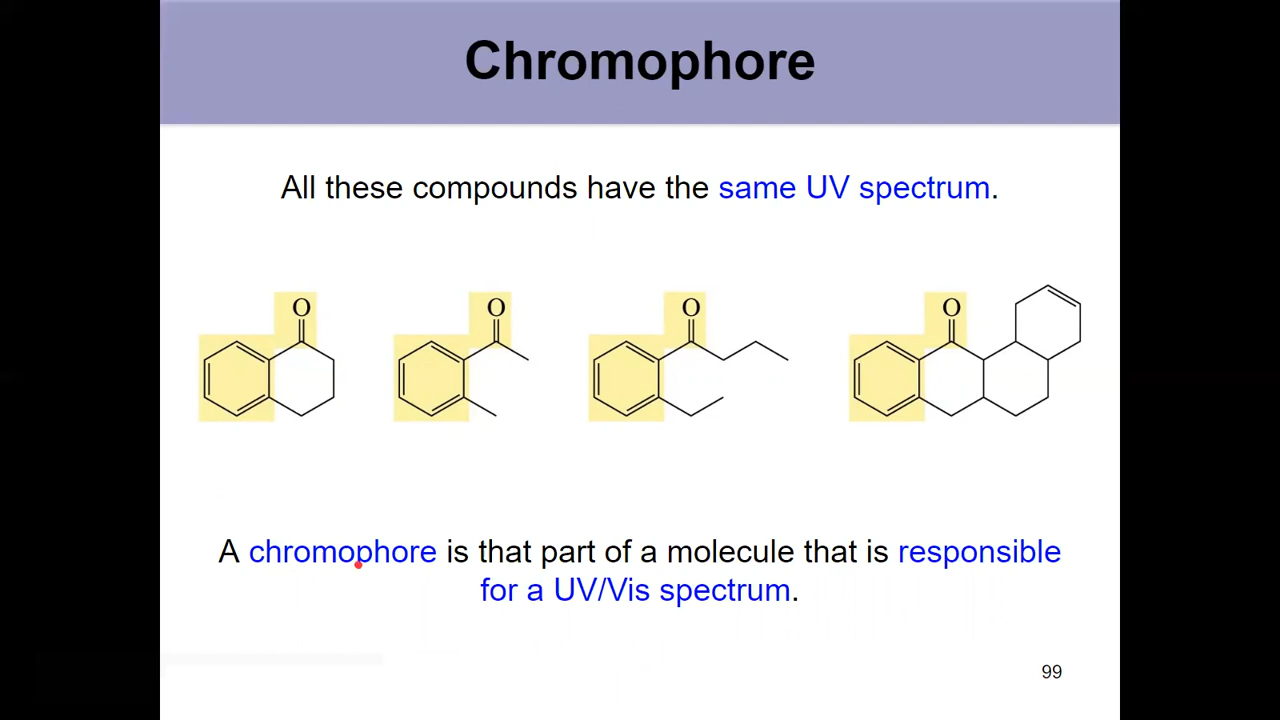 Chromophore
All these compounds have the same UV spectrum.
O O O O
A chromophore is that part of a molecule that is responsible
for a UV/Vis spectrum.
99